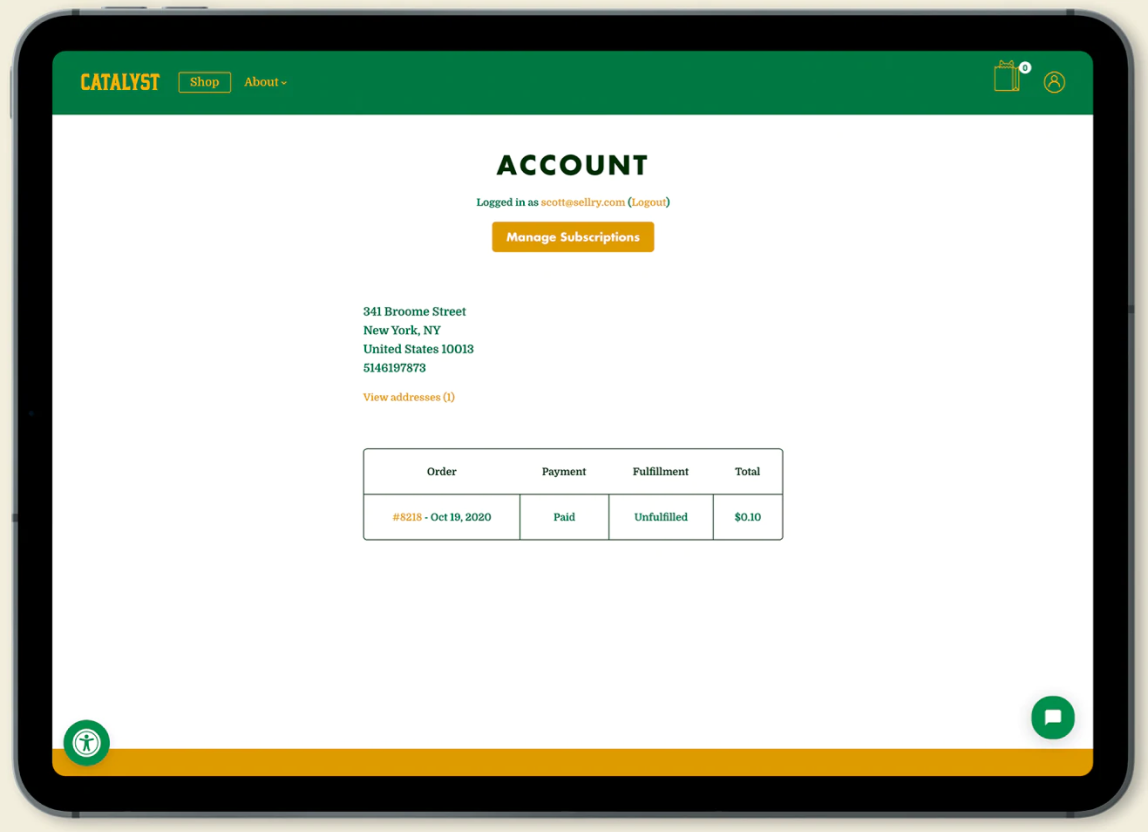 CATALYST Shop About 0
ACCOUNT
Logged in as scott@sellry.com (Logout)
Manage Subscriptions
341 Broome Street
New York, NY
United States 10013
5146197873
View addresses (1)
Order Payment Fulfillment Total
#8218 - Oct 19, 2020 Paid Unfulfilled $0.10